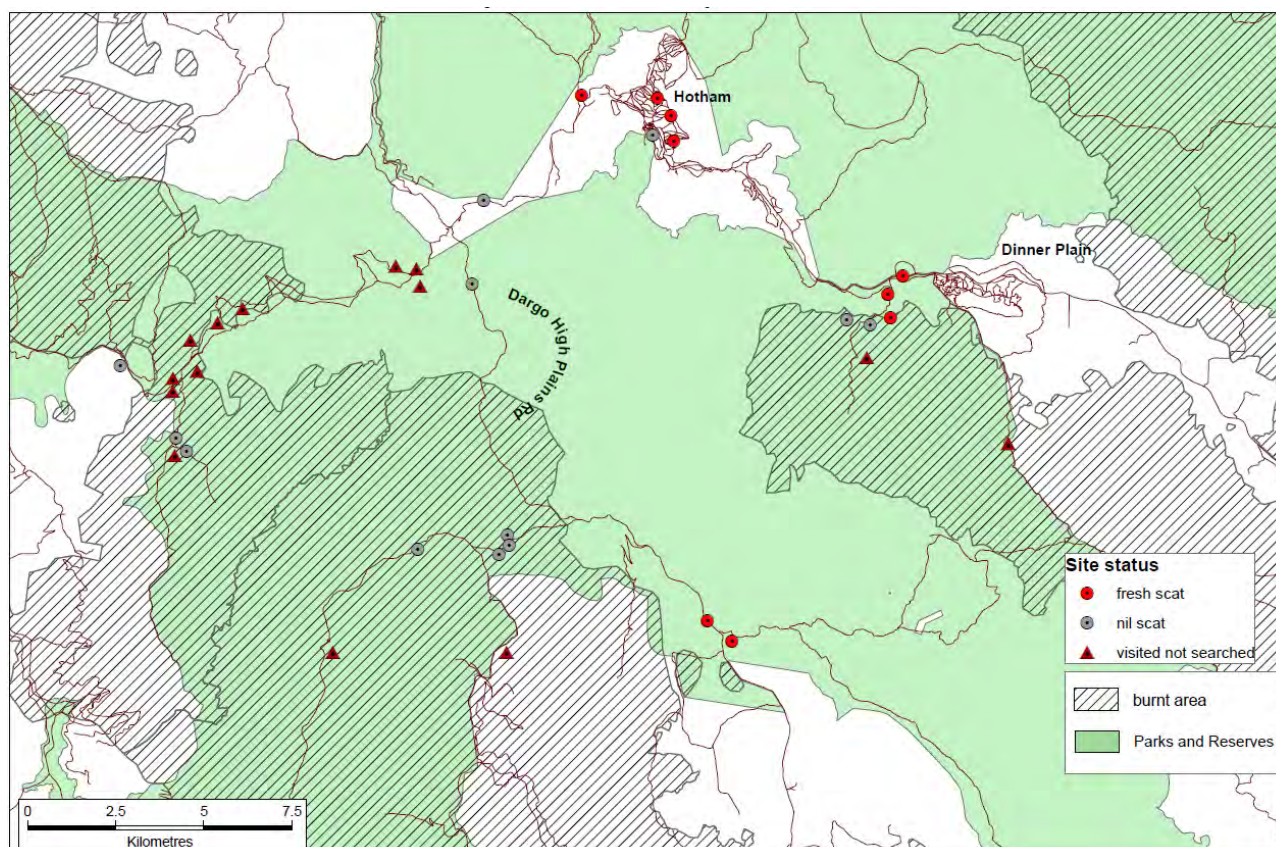 Hotham
Dinner Plain
Dargo High Plains Rd
Site status
fresh scat
nil scat
visited not searched
burnt area
Parks and Reserves
0 2.5 5 7.5
Kilometres